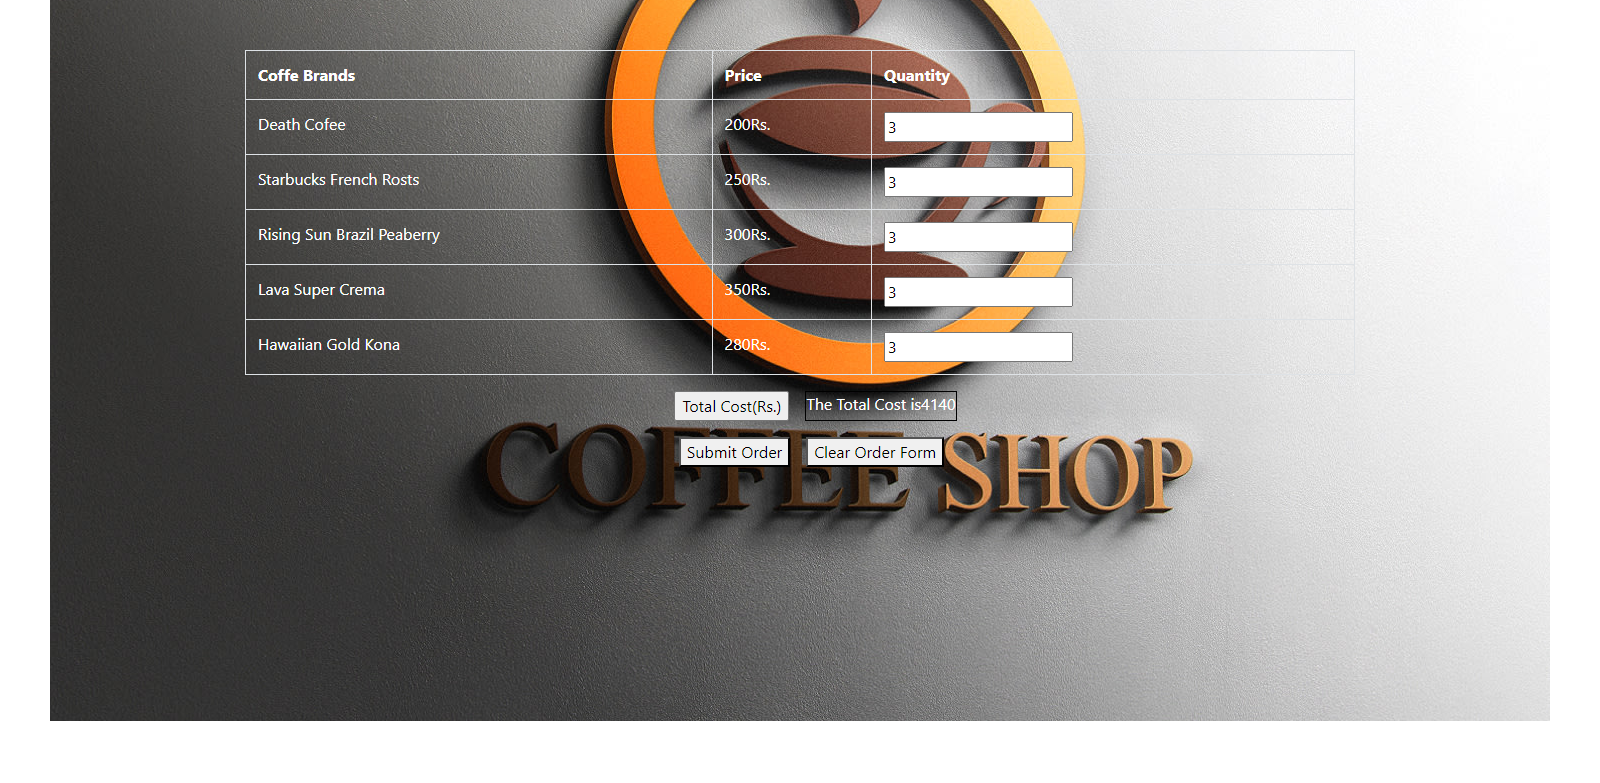 Coffe Brands Price Quantity
Death Cofee 200Rs. 3
Starbucks French Rosts 250Rs. 3
Rising Sun Brazil Peaberry 300Rs. 3
Lava Super Crema 350Rs. 3
Hawaiian Gold Kona 280Rs. 3
Total Cost(Rs.) The Total Cost is4140
Submit Order Clear Order Form
COFFEE SHOP